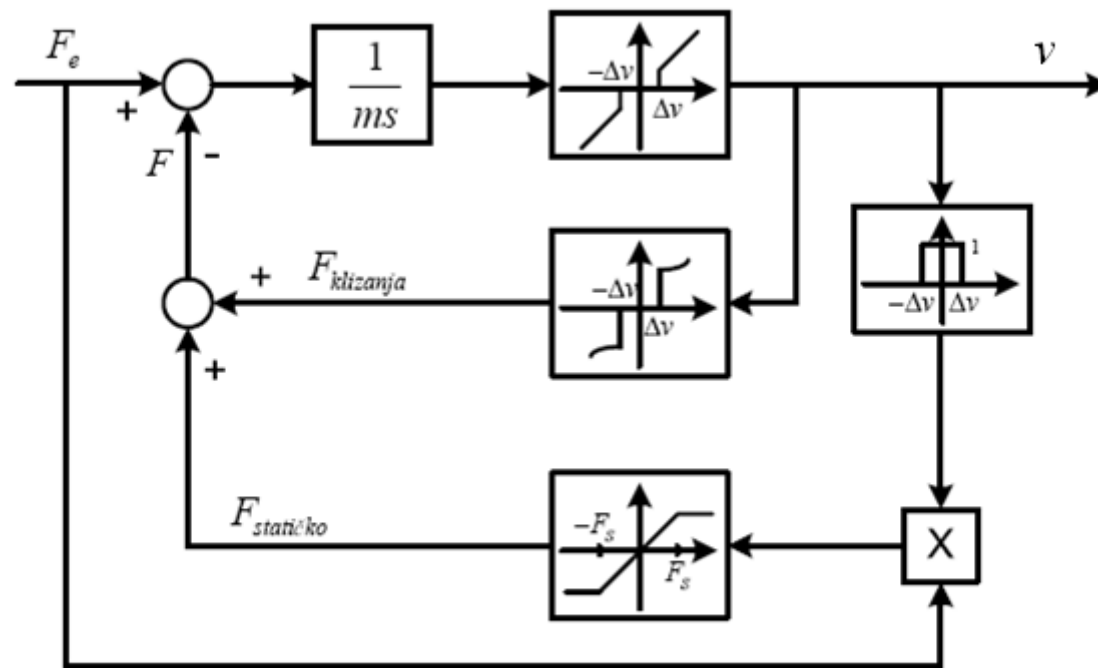 F_e
+
-
F
1
ms
-Δv
Δv
v
1
-Δv Δv
+
F_klizanja
-Δv
Δv
+
F_statičko
-F_s
F_s
X